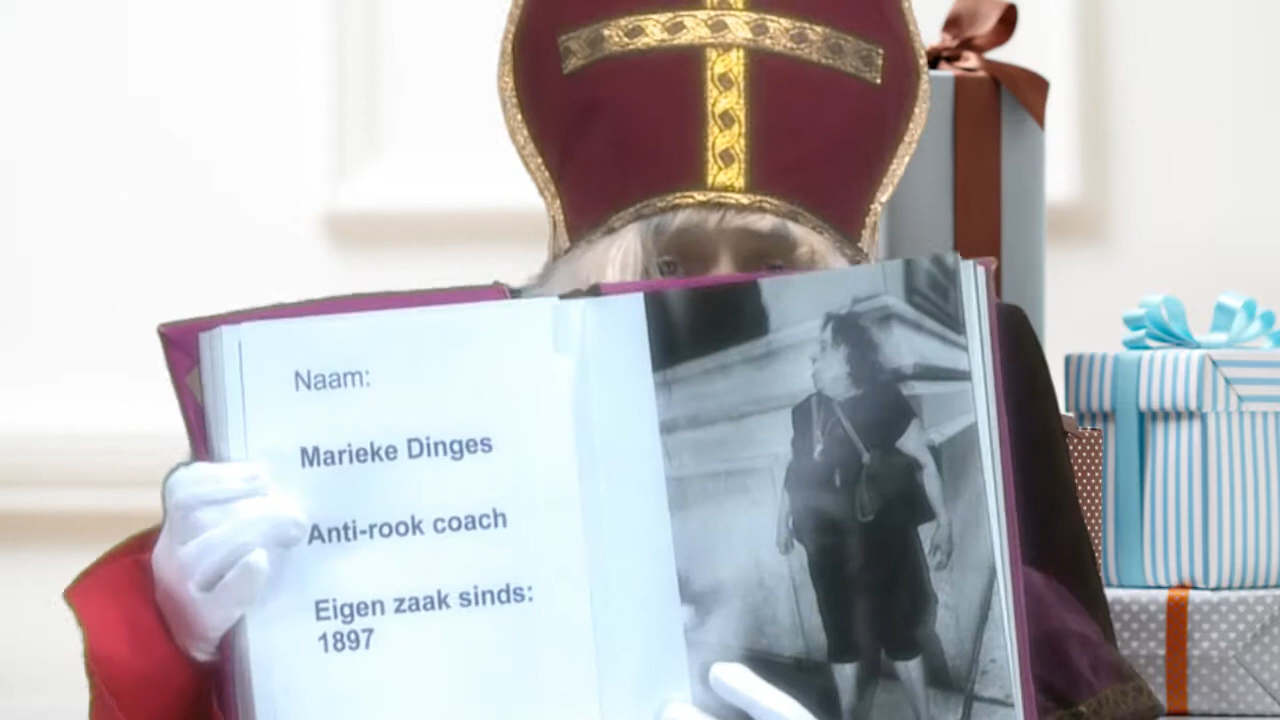 Naam:
Marieke Dinges
Anti-rook coach
Eigen zaak sinds:
1897